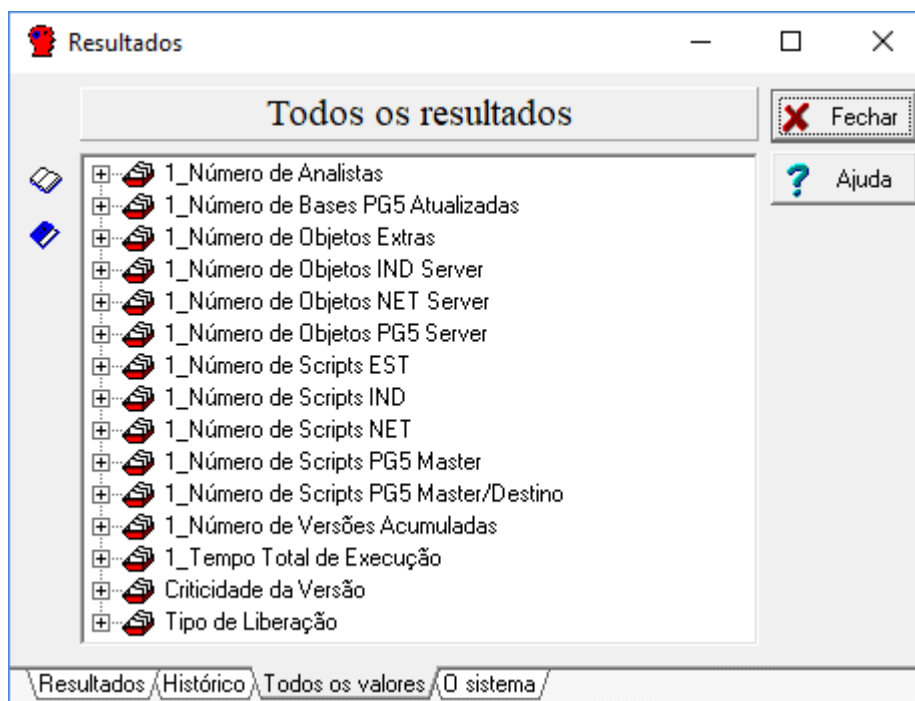 Resultados
Todos os resultados
Fechar
Ajuda
1_Número de Analistas
1_Número de Bases PG5 Atualizadas
1_Número de Objetos Extras
1_Número de Objetos IND Server
1_Número de Objetos NET Server
1_Número de Objetos PG5 Server
1_Número de Scripts EST
1_Número de Scripts IND
1_Número de Scripts NET
1_Número de Scripts PG5 Master
1_Número de Scripts PG5 Master/Destino
1_Número de Versões Acumuladas
1_Tempo Total de Execução
Criticidade da Versão
Tipo de Liberação
Resultados Histórico Todos os valores O sistema